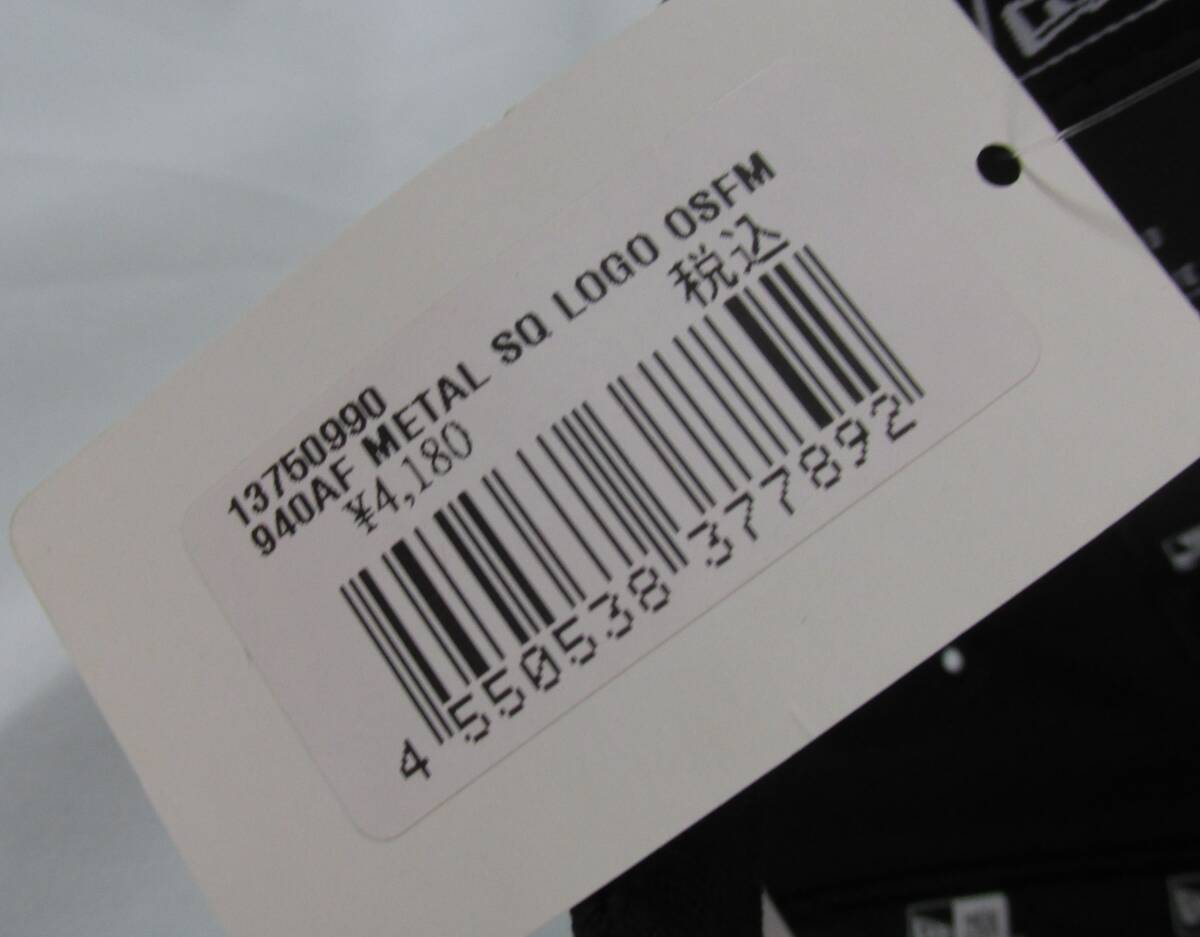 13750990
940AF METAL SQ LOGO OSFM
¥4,180 税込
4 550538 377892